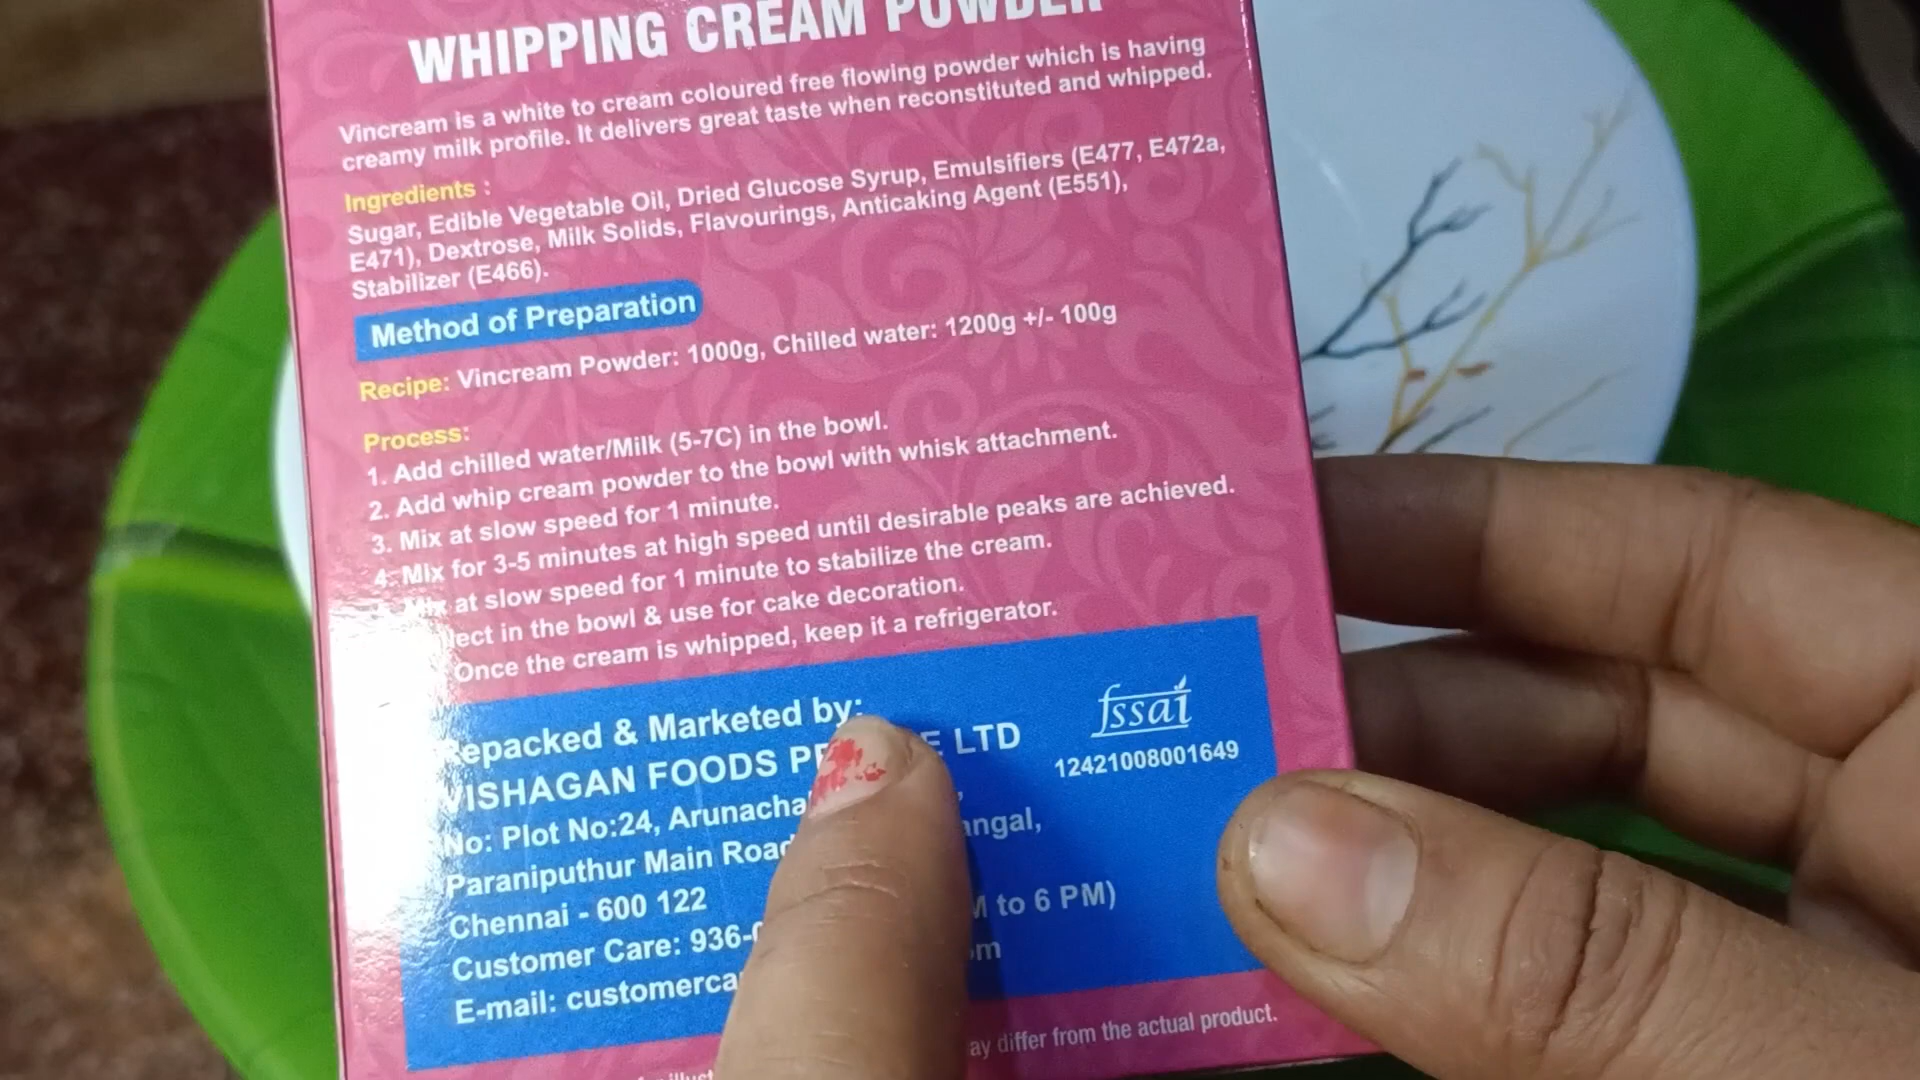 WHIPPING CREAM POWDER
Vincream is a white to cream coloured free flowing powder which is having
creamy milk profile. It delivers great taste when reconstituted and whipped.
Ingredients :
Sugar, Edible Vegetable Oil, Dried Glucose Syrup, Emulsifiers (E477, E472a,
E471), Dextrose, Milk Solids, Flavourings, Anticaking Agent (E551),
Stabilizer (E466).
Method of Preparation
Recipe: Vincream Powder: 1000g, Chilled water: 1200g +/- 100g
Process:
1. Add chilled water/Milk (5-7C) in the bowl.
2. Add whip cream powder to the bowl with whisk attachment.
3. Mix at slow speed for 1 minute.
4. Mix for 3-5 minutes at high speed until desirable peaks are achieved.
Mix at slow speed for 1 minute to stabilize the cream.
in the bowl & use for cake decoration.
Once the cream is whipped, keep it a refrigerator.
Repacked & Marketed by:
VISHAGAN FOODS LTD
fssai
12421008001649
No: Plot No:24,
Paraniputhur Main Road
Chennai - 600 122
Customer Care: 936- to 6 PM)
E-mail:
differ from the actual product.